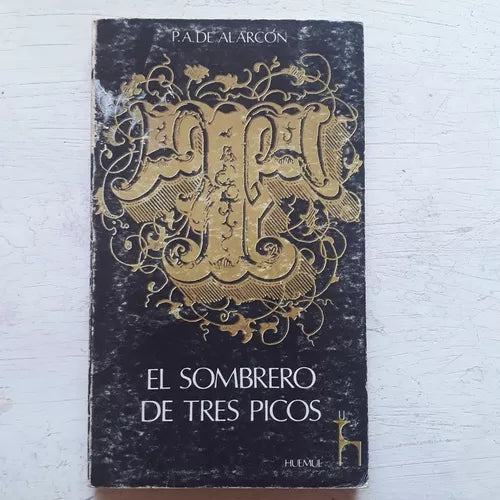 P.A. DE ALARCÓN
T
EL SOMBRERO
DE TRES PICOS
HUEMUL